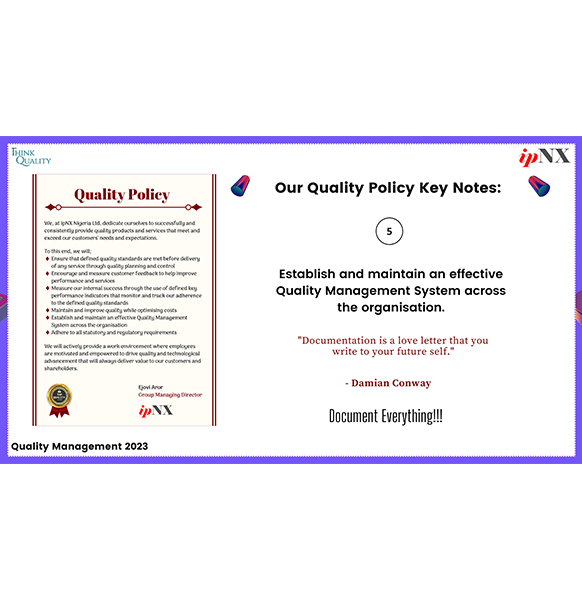 THINK
QUALITY
ipNX
Quality Policy
We, at ipNX Nigeria Ltd, dedicate ourselves to successfully and
consistently provide quality products and services that meet and
exceed our customers' needs and expectations.
To this end, we will;
Ensure that defined quality standards are met before delivery
of any service through quality planning and control
Encourage and measure customer feedback to help improve
performance and services
Measure our internal success through the use of defined key
performance indicators that monitor and track our adherence
to the defined quality standards
Maintain and improve quality while optimising costs
Establish and maintain an effective Quality Management
System across the organisation
Adhere to all statutory and regulatory requirements
We will actively provide a work environment where employees
are motivated and empowered to drive quality and technological
advancement that will always deliver value to our customers and
shareholders.
Ejovi Aror
Group Managing Director
ipNX
Our Quality Policy Key Notes:
5
Establish and maintain an effective
Quality Management System across
the organisation.
"Documentation is a love letter that you
write to your future self."
- Damian Conway
Document Everything!!!
Quality Management 2023